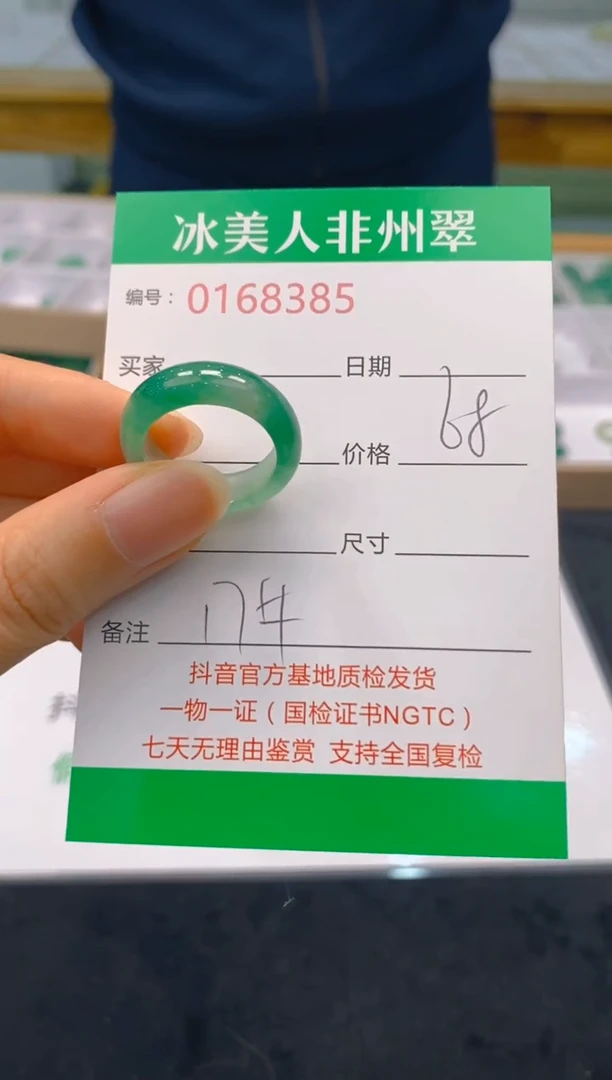 冰美人非州翠
编号：0168385
买家 日期
价格 68
尺寸
备注 17年
抖音官方基地质检发货
一物一证（国检证书NGTC）
七天无理由鉴赏 支持全国复检